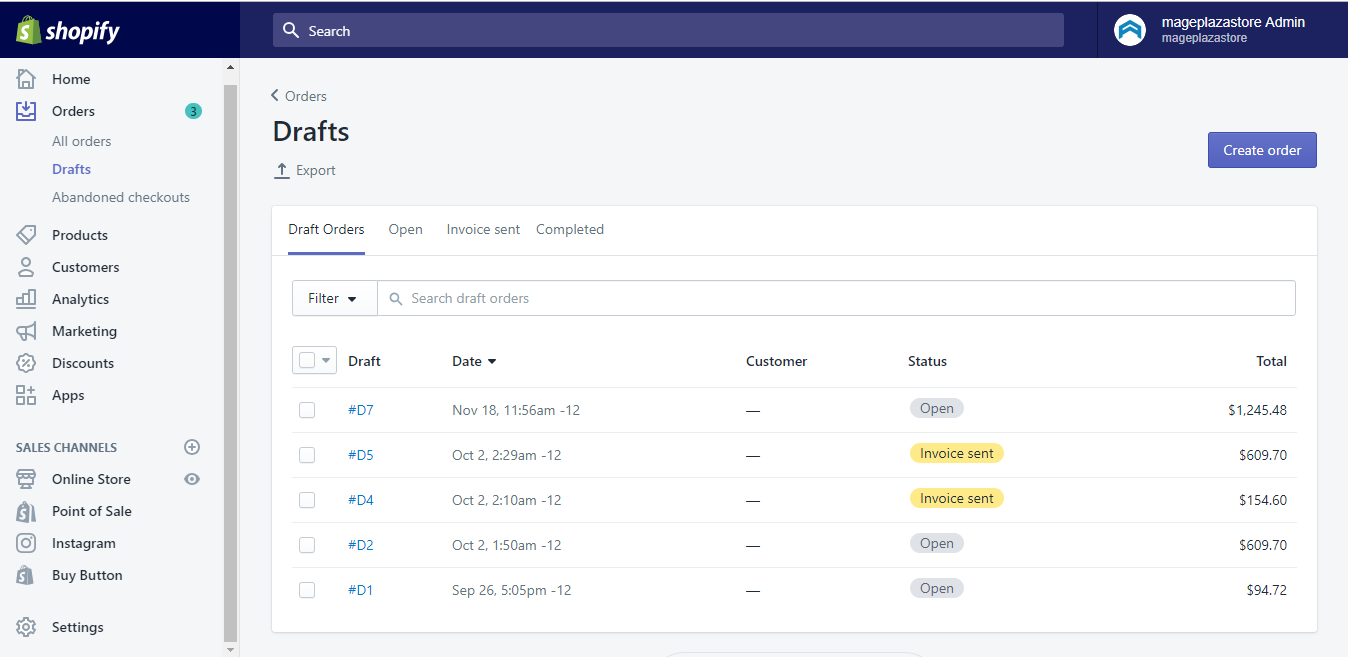 shopify
Search
mageplazastore Admin
mageplazastore
Home
Orders 3
All orders
Drafts
Abandoned checkouts
Products
Customers
Analytics
Marketing
Discounts
Apps
SALES CHANNELS
Online Store
Point of Sale
Instagram
Buy Button
Settings
Orders
Drafts
Export
Create order
Draft Orders Open Invoice sent Completed
Filter Search draft orders
Draft Date Customer Status Total
#D7 Nov 18, 11:56am -12 — Open $1,245.48
#D5 Oct 2, 2:29am -12 — Invoice sent $609.70
#D4 Oct 2, 2:10am -12 — Invoice sent $154.60
#D2 Oct 2, 1:50am -12 — Open $609.70
#D1 Sep 26, 5:05pm -12 — Open $94.72